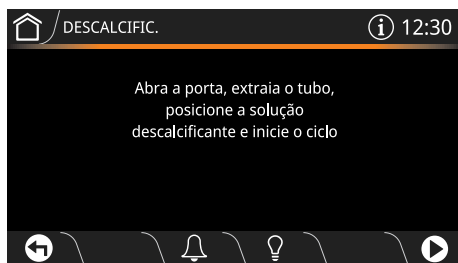 DESCALCIFIC.
i 12:30
Abra a porta, extraia o tubo,
posicione a solução
descalcificante e inicie o ciclo